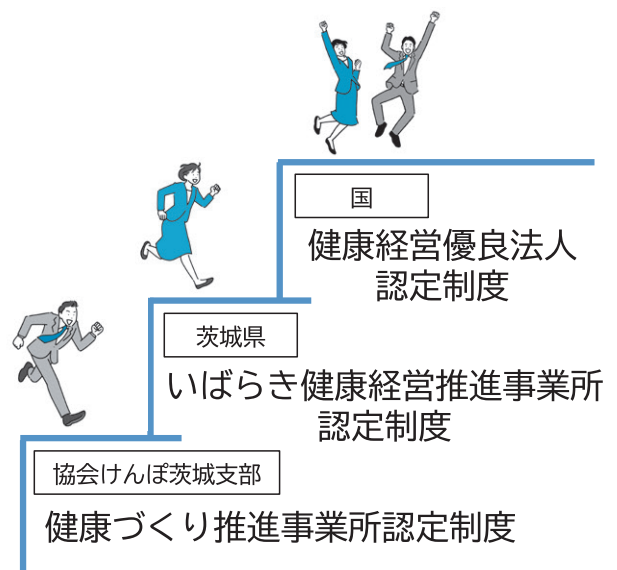 国
健康経営優良法人
認定制度
茨城県
いばらき健康経営推進事業所
認定制度
協会けんぽ茨城支部
健康づくり推進事業所認定制度